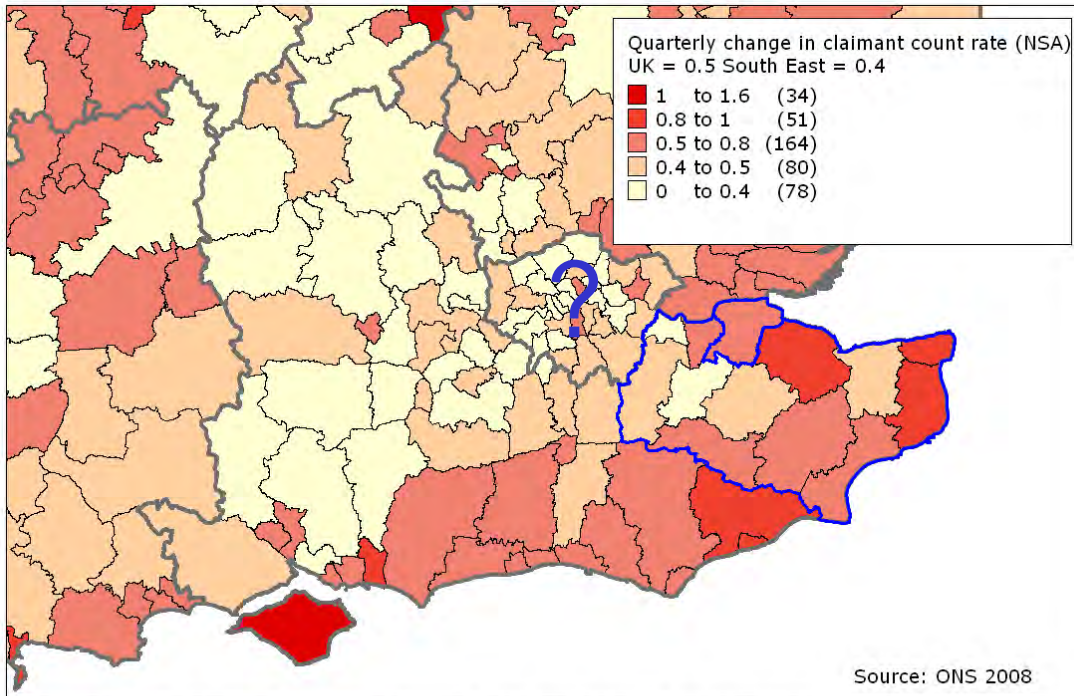 Quarterly change in claimant count rate (NSA)
UK = 0.5 South East = 0.4
1 to 1.6 (34)
0.8 to 1 (51)
0.5 to 0.8 (164)
0.4 to 0.5 (80)
0 to 0.4 (78)
?
Source: ONS 2008